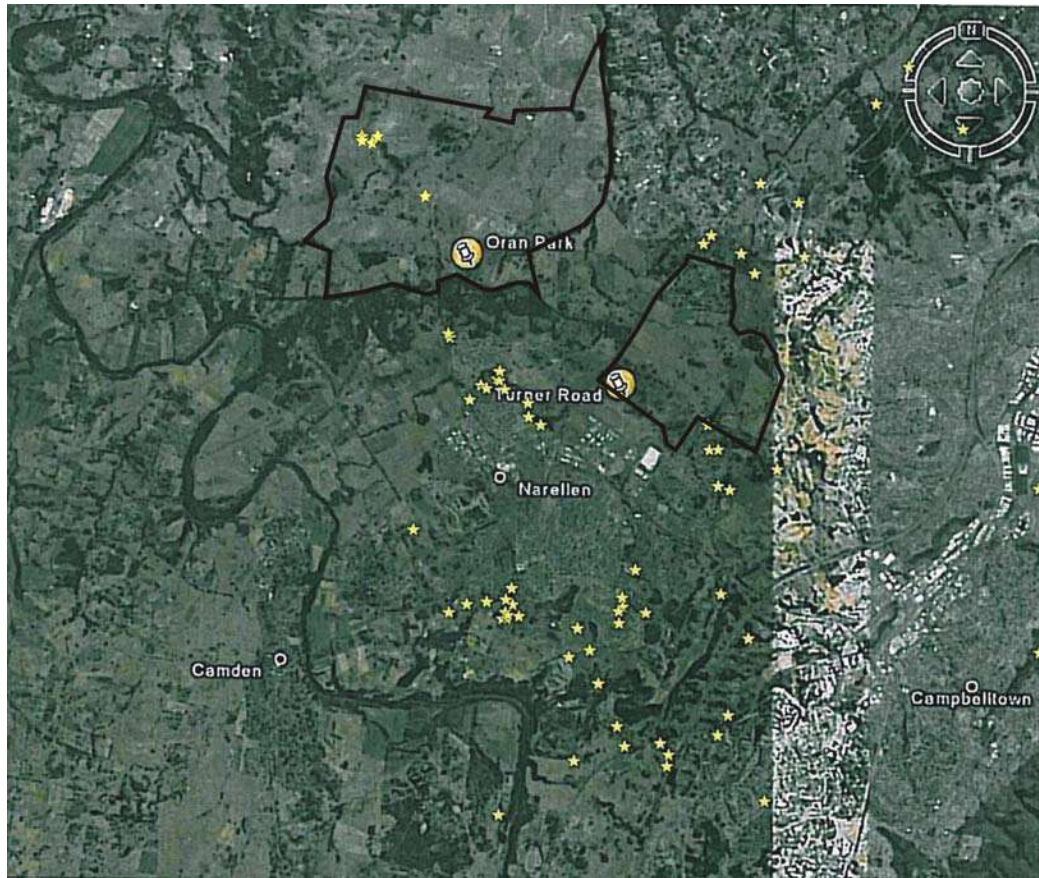 N
Oran Park
Turner Road
Narellen
Camden
Campbelltown